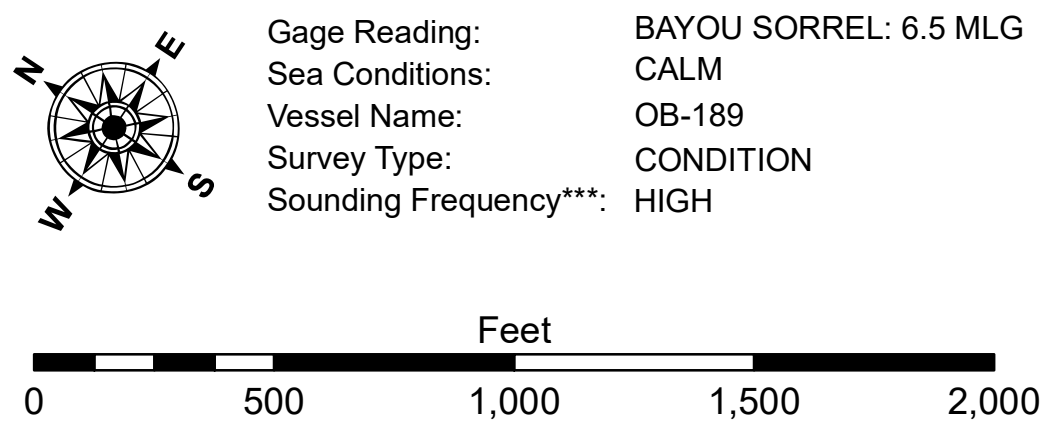 N
E
S
W
Gage Reading: BAYOU SORREL: 6.5 MLG
Sea Conditions: CALM
Vessel Name: OB-189
Survey Type: CONDITION
Sounding Frequency***: HIGH
Feet
0 500 1,000 1,500 2,000